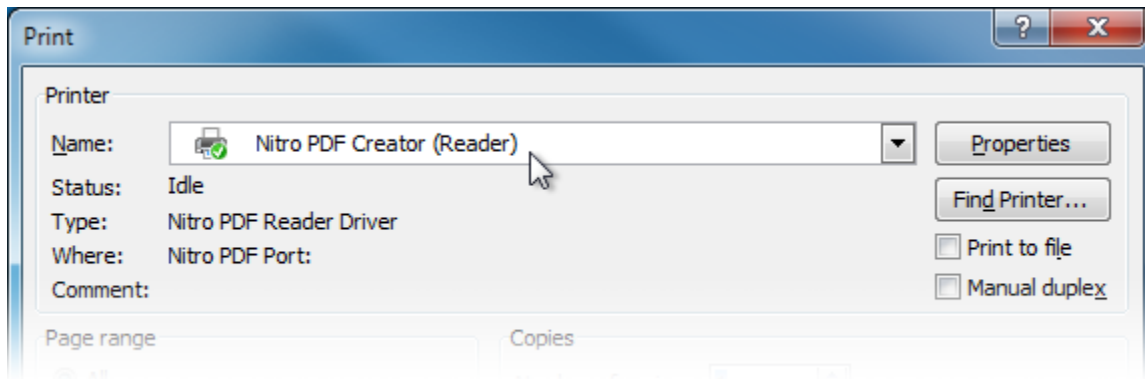 Print
Printer
Name: Nitro PDF Creator (Reader) Properties
Status: Idle
Find Printer...
Type: Nitro PDF Reader Driver
Print to file
Where: Nitro PDF Port:
Comment: Manual duplex
Page range Copies
All